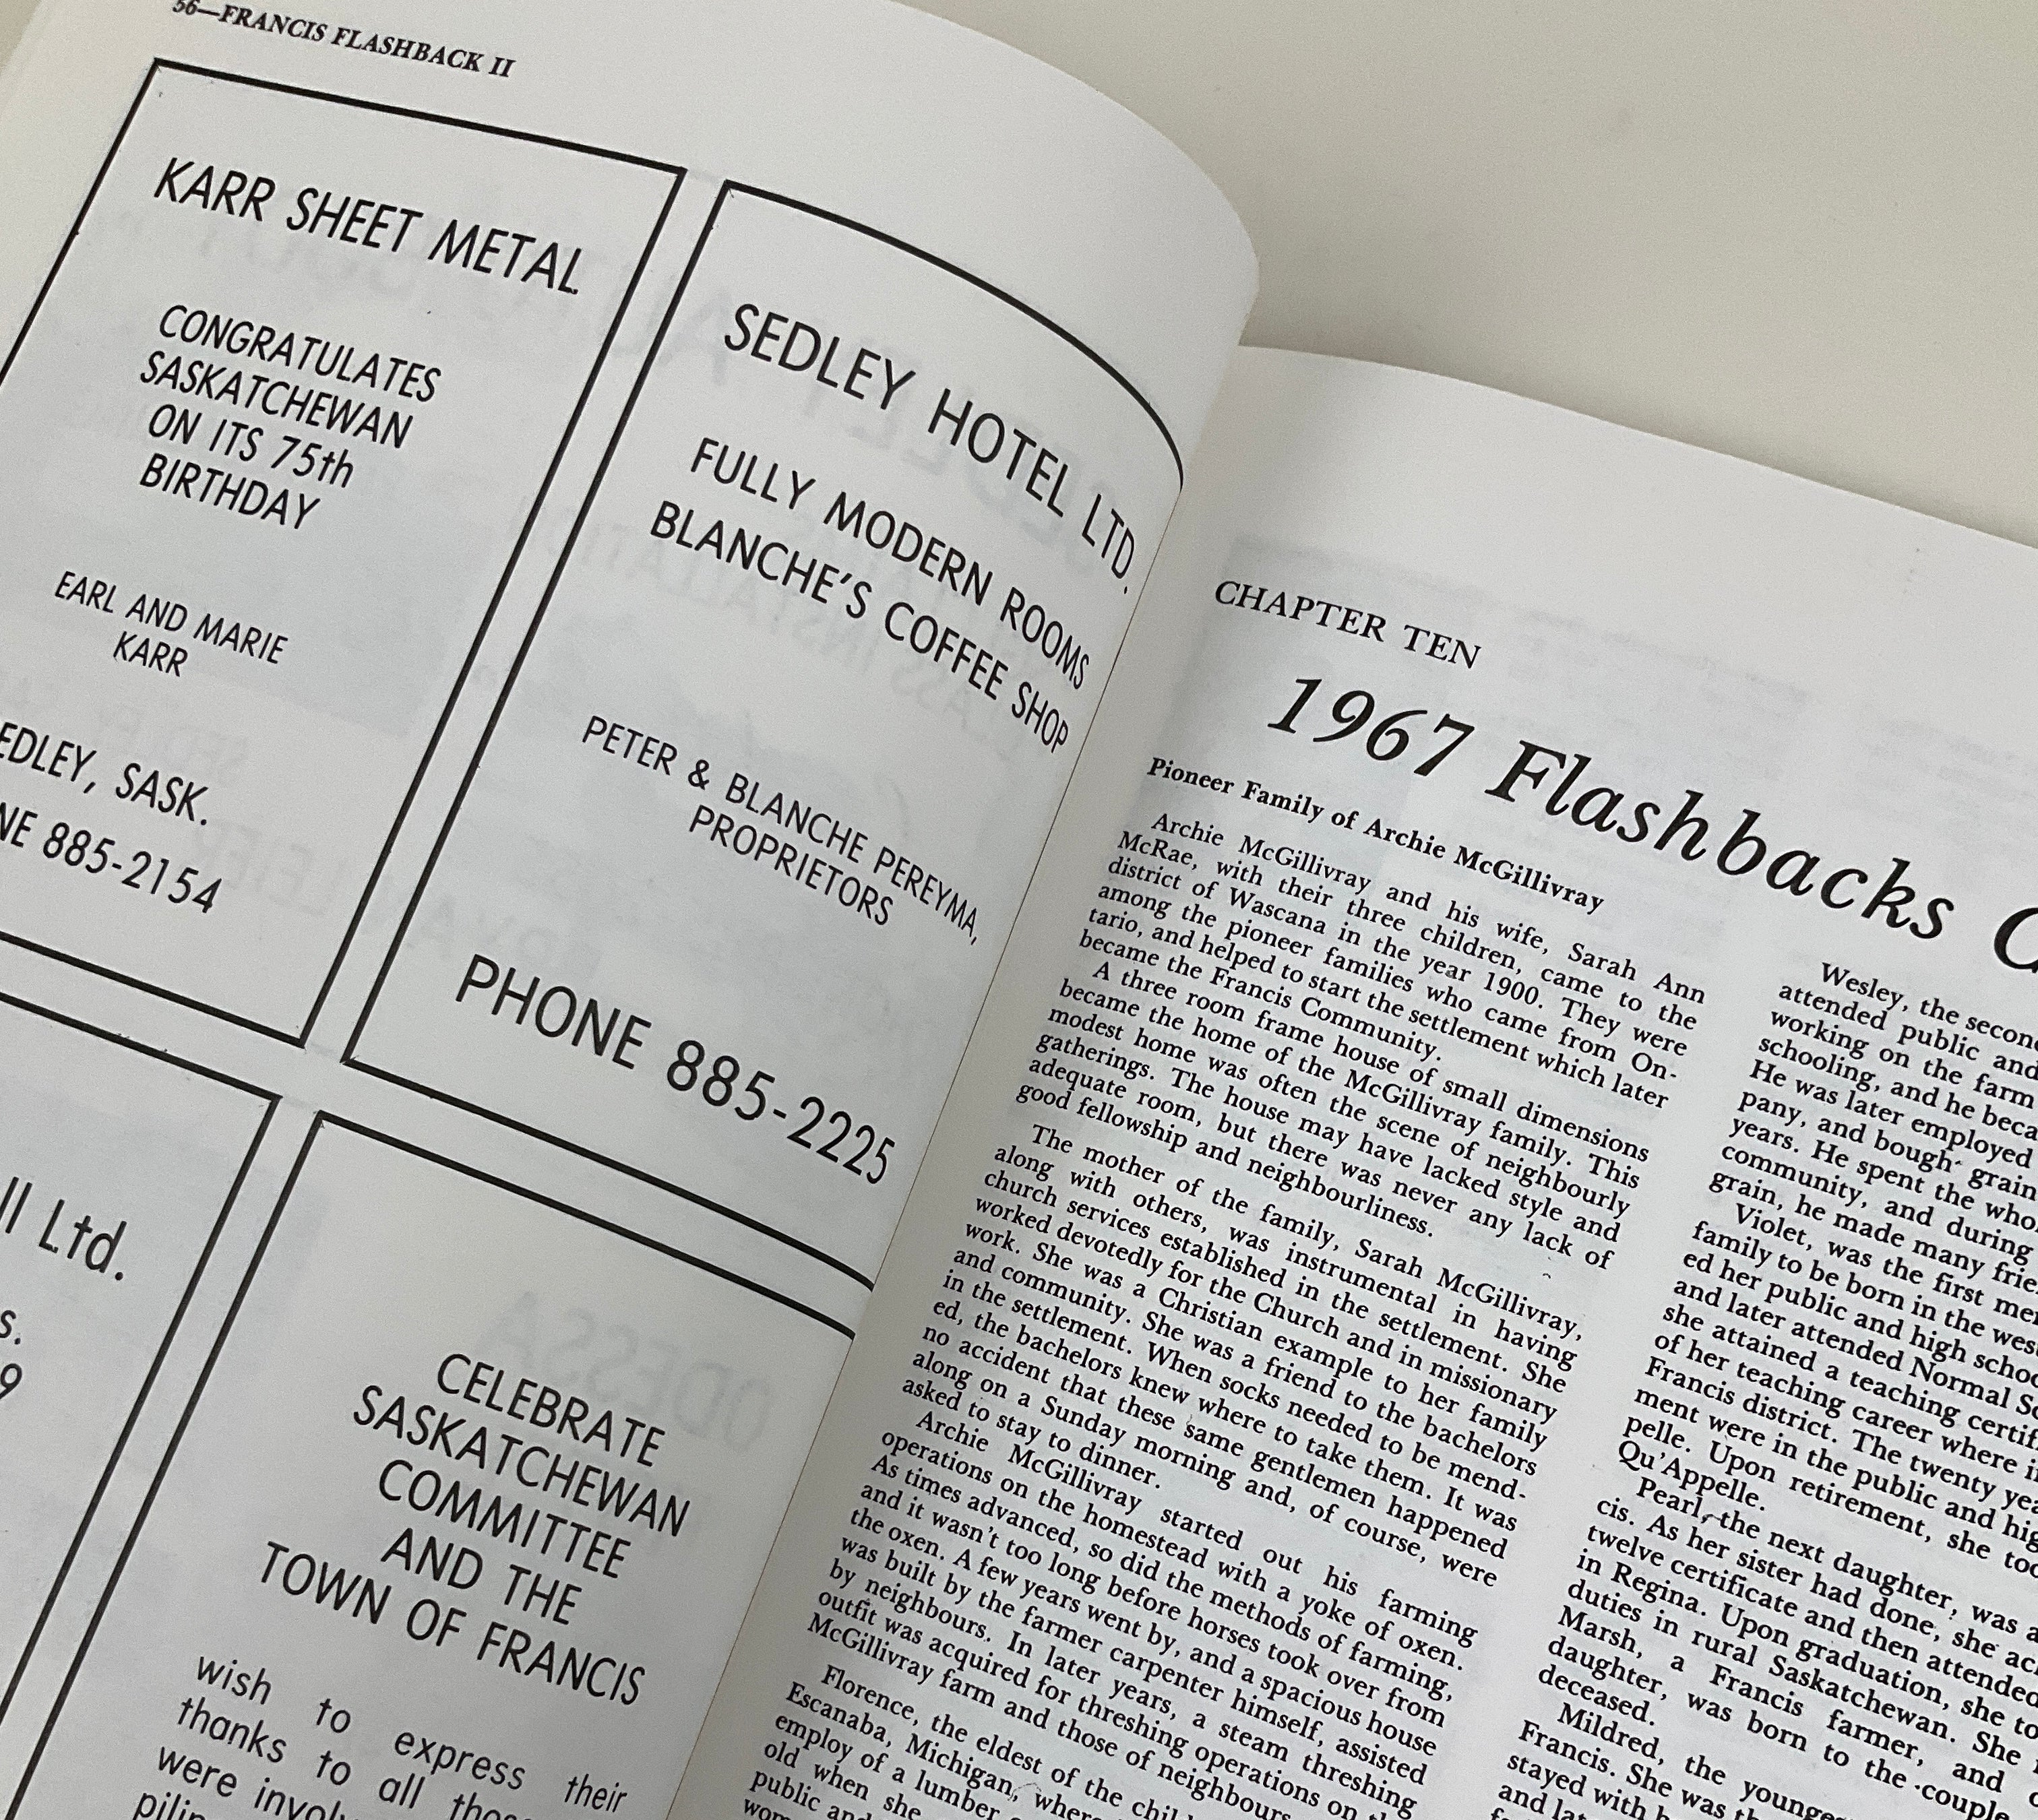 56—FRANCIS FLASHBACK II
KARR SHEET METAL
CONGRATULATES
SASKATCHEWAN
ON ITS 75th
BIRTHDAY
EARL AND MARIE
KARR
EDLEY, SASK.
NE 885-2154
SEDLEY HOTEL LTD.
FULLY MODERN ROOMS
BLANCHE'S COFFEE SHOP
PETER & BLANCHE PEREYMA,
PROPRIETORS
PHONE 885-2225
ll Ltd.
s.
9
CELEBRATE
SASKATCHEWAN
COMMITTEE
AND THE
TOWN OF FRANCIS
wish to express their
thanks to all
were
CHAPTER TEN
1967 Flashbacks
Pioneer Family of Archie McGillivray
Archie McGillivray and his wife, Sarah Ann
McRae, with their three children, came to the
district of Wascana in the year 1900. They were
among the pioneer families who came from On-
tario, and helped to start the settlement which later
became the Francis Community.
A three room frame house of small dimensions
became the home of the McGillivray family. This
modest home was often the scene of neighbourly
gatherings. The house may have lacked style and
adequate room, but there was never any lack of
good fellowship and neighbourliness.
The mother of the family, Sarah McGillivray,
along with others, was instrumental in having
church services established in the settlement. She
worked devotedly for the Church and in missionary
work. She was a Christian example to her family
and community. She was a friend to the bachelors
in the settlement. When socks needed to be mend-
ed, the bachelors knew where to take them. It was
no accident that these same gentlemen happened
along on a Sunday morning and, of course, were
asked to stay to dinner.
Archie McGillivray started out his farming
operations on the homestead with a yoke of oxen.
As times advanced, so did the methods of farming,
and it wasn't too long before horses took over from
the oxen. A few years went by, and a spacious house
was built by the farmer carpenter himself, assisted
by neighbours. In later years, a steam threshing
outfit was acquired for threshing operations on the
McGillivray farm and those of neighbours.
Florence, the eldest of the
Escanaba, Michigan, where
employ of a lumber
old when she
public and
Wesley, the second
attended public and
working on the farm
schooling, and he
He was later employed
pany, and bought grain
years. He spent the
community, and during
grain, he made many
Violet, was the first
family to be born in the
ed her public and high
and later attended Normal
she attained a teaching
of her teaching career where
Francis district. The twenty
ment were in the public and
pelle. Upon retirement, she
Qu'Appelle.
Pearl, the next daughter, was
cis. As her sister had done, she
twelve certificate and then attended
in Regina. Upon graduation, she
duties in rural Saskatchewan. She
Marsh, a Francis farmer, and
daughter, was born to the couple
deceased.
Mildred, the
Francis. She was
stayed with
and